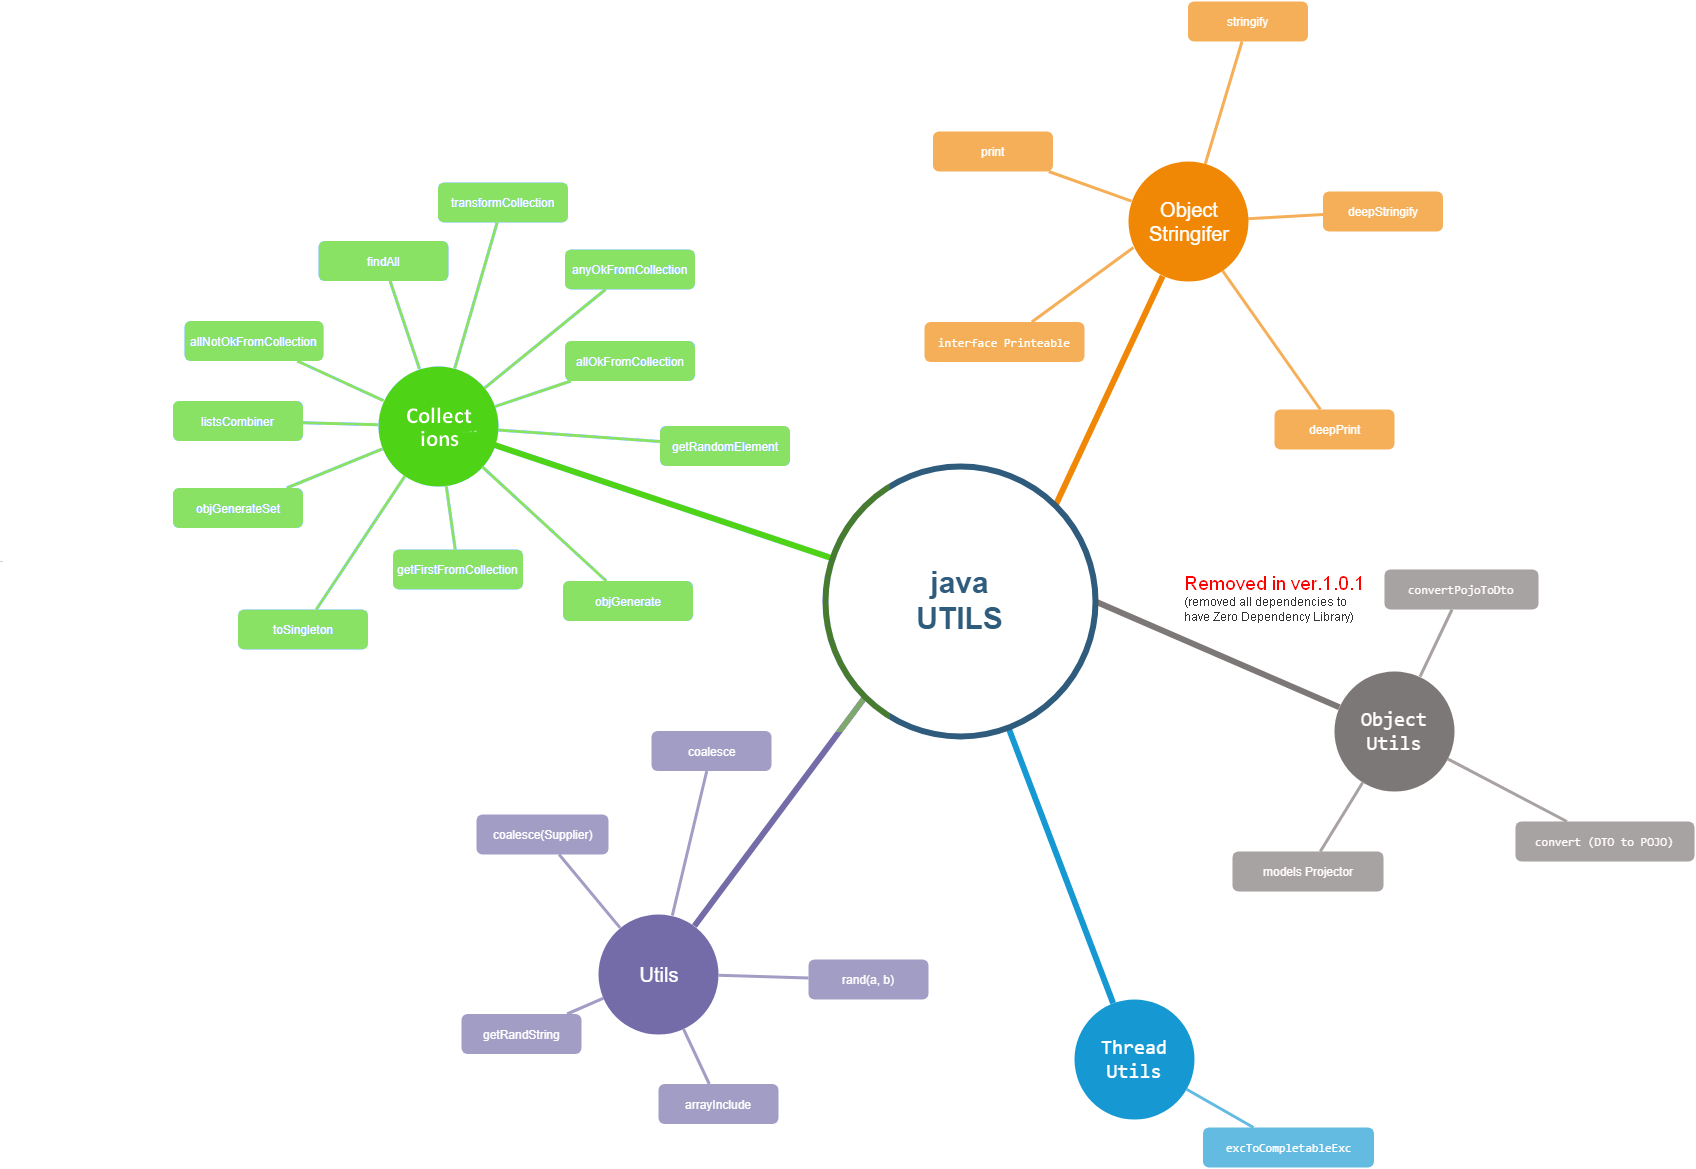 stringify
print
Object
Stringifer
deepStringify
interface Printeable
deepPrint
transformCollection
findAll
anyOkFromCollection
allNotOkFromCollection
allOkFromCollection
Collect
ions
listsCombiner
getRandomElement
objGenerateSet
getFirstFromCollection
objGenerate
toSingleton
java
UTILS
Removed in ver.1.0.1
(removed all dependencies to
have Zero Dependency Library)
convertPojoToDto
Object
Utils
convert (DTO to POJO)
models Projector
coalesce
coalesce(Supplier)
Utils
rand(a, b)
getRandString
arrayInclude
Thread
Utils
excToCompletableExc